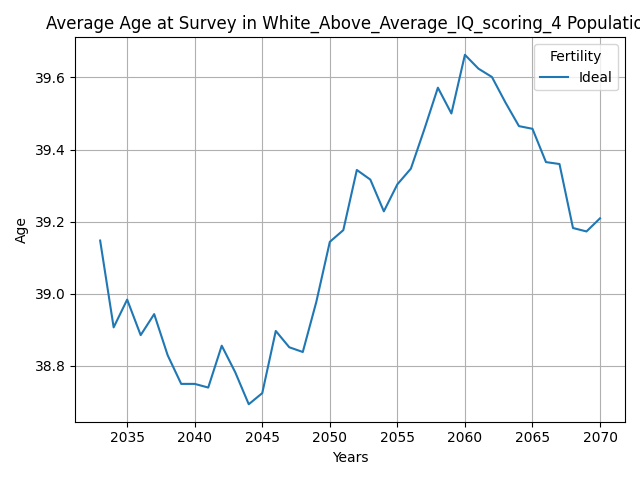 Average Age at Survey in White_Above_Average_IQ_scoring_4 Populatio
Fertility
Ideal
39.6
39.4
39.2
39.0
38.8
Age
2035 2040 2045 2050 2055 2060 2065 2070
Years